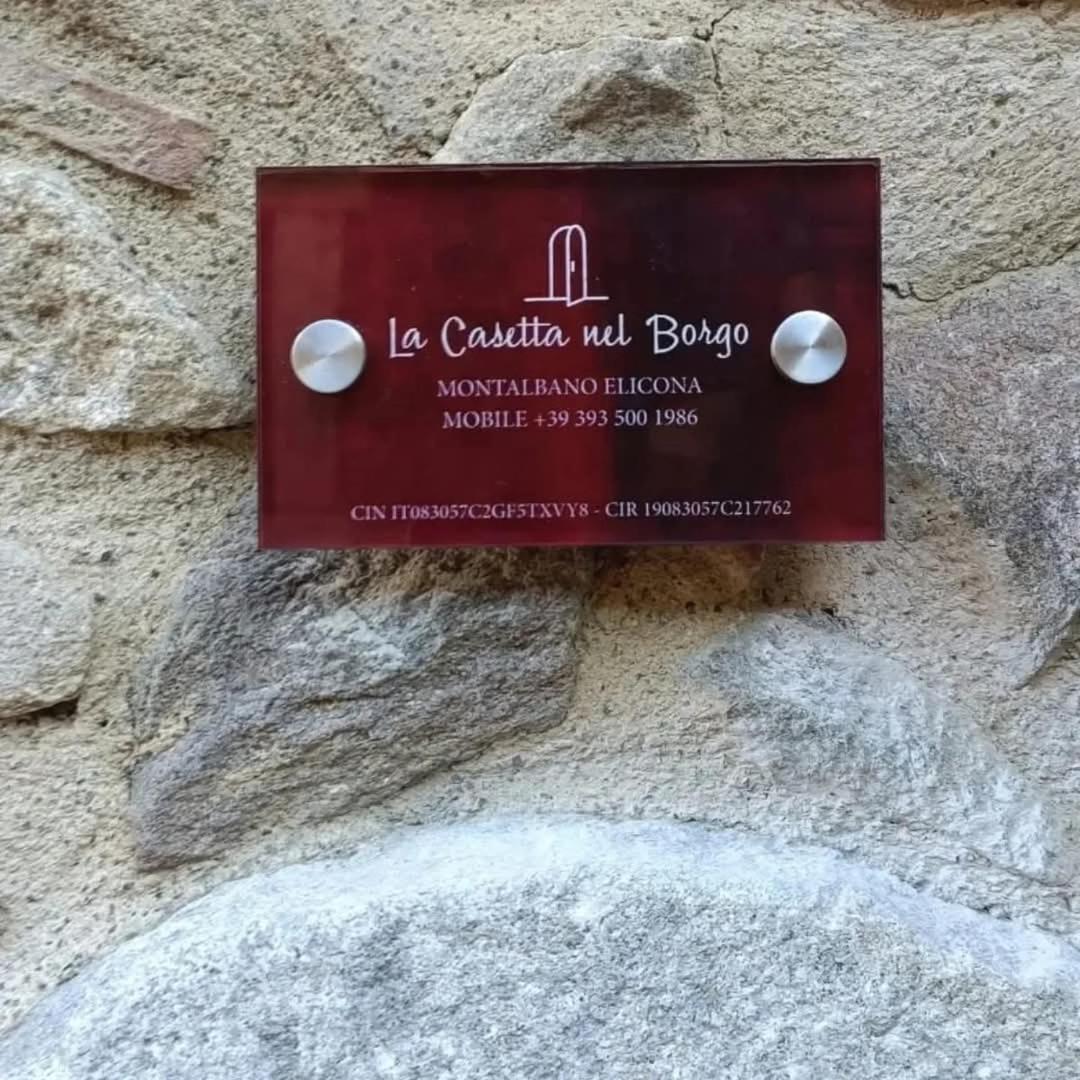 La Casetta nel Borgo
MONTALBANO ELICONA
MOBILE +39 393 500 1986
CIN IT083057C2GF5TXVY8 - CIR 19083057C217762